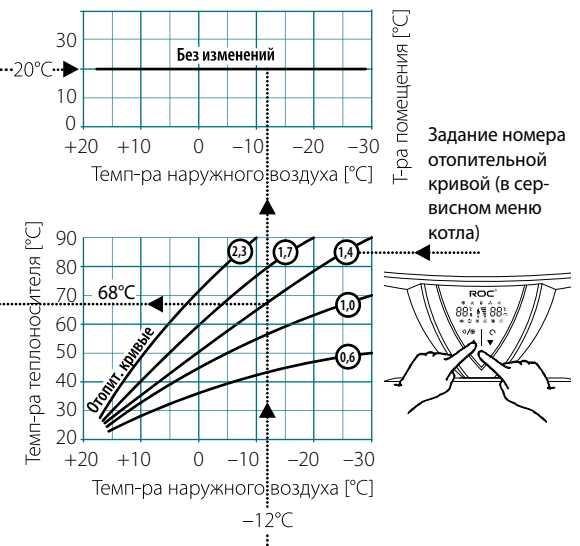 30
Без изменений
20°C
10
0
+20 +10 0 –10 –20 –30
Темп-ра наружного воздуха [°C]
Т-ра помещения [°C]
Задание номера
отопительной
кривой (в сер-
висном меню
котла)
Темп-ра теплоносителя [°C]
90
80
70
60
50
40
30
20
2,3
1,7
1,4
1,0
0,6
68°C
Отопит. кривые
+20 +10 0 –10 –20 –30
Темп-ра наружного воздуха [°C]
–12°C
ROC
88
88